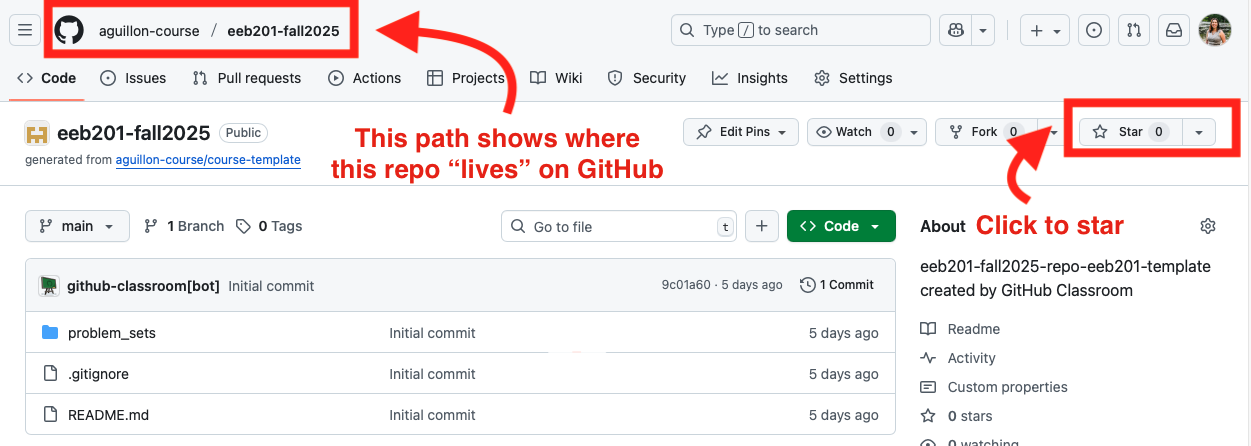 aguillon-course / eeb201-fall2025
Type / to search
Code Issues Pull requests Actions Projects Wiki Security Insights Settings
eeb201-fall2025 Public
Edit Pins Watch 0 Fork 0 Star 0
generated from aguillon-course/course-template
This path shows where
this repo “lives” on GitHub
main 1 Branch 0 Tags Go to file t Code
About Click to star
github-classroom[bot] Initial commit 9c01a60 · 5 days ago 1 Commit
problem_sets Initial commit 5 days ago
.gitignore Initial commit 5 days ago
README.md Initial commit 5 days ago
eeb201-fall2025-repo-eeb201-template
created by GitHub Classroom
Readme
Activity
Custom properties
0 stars
0 watching